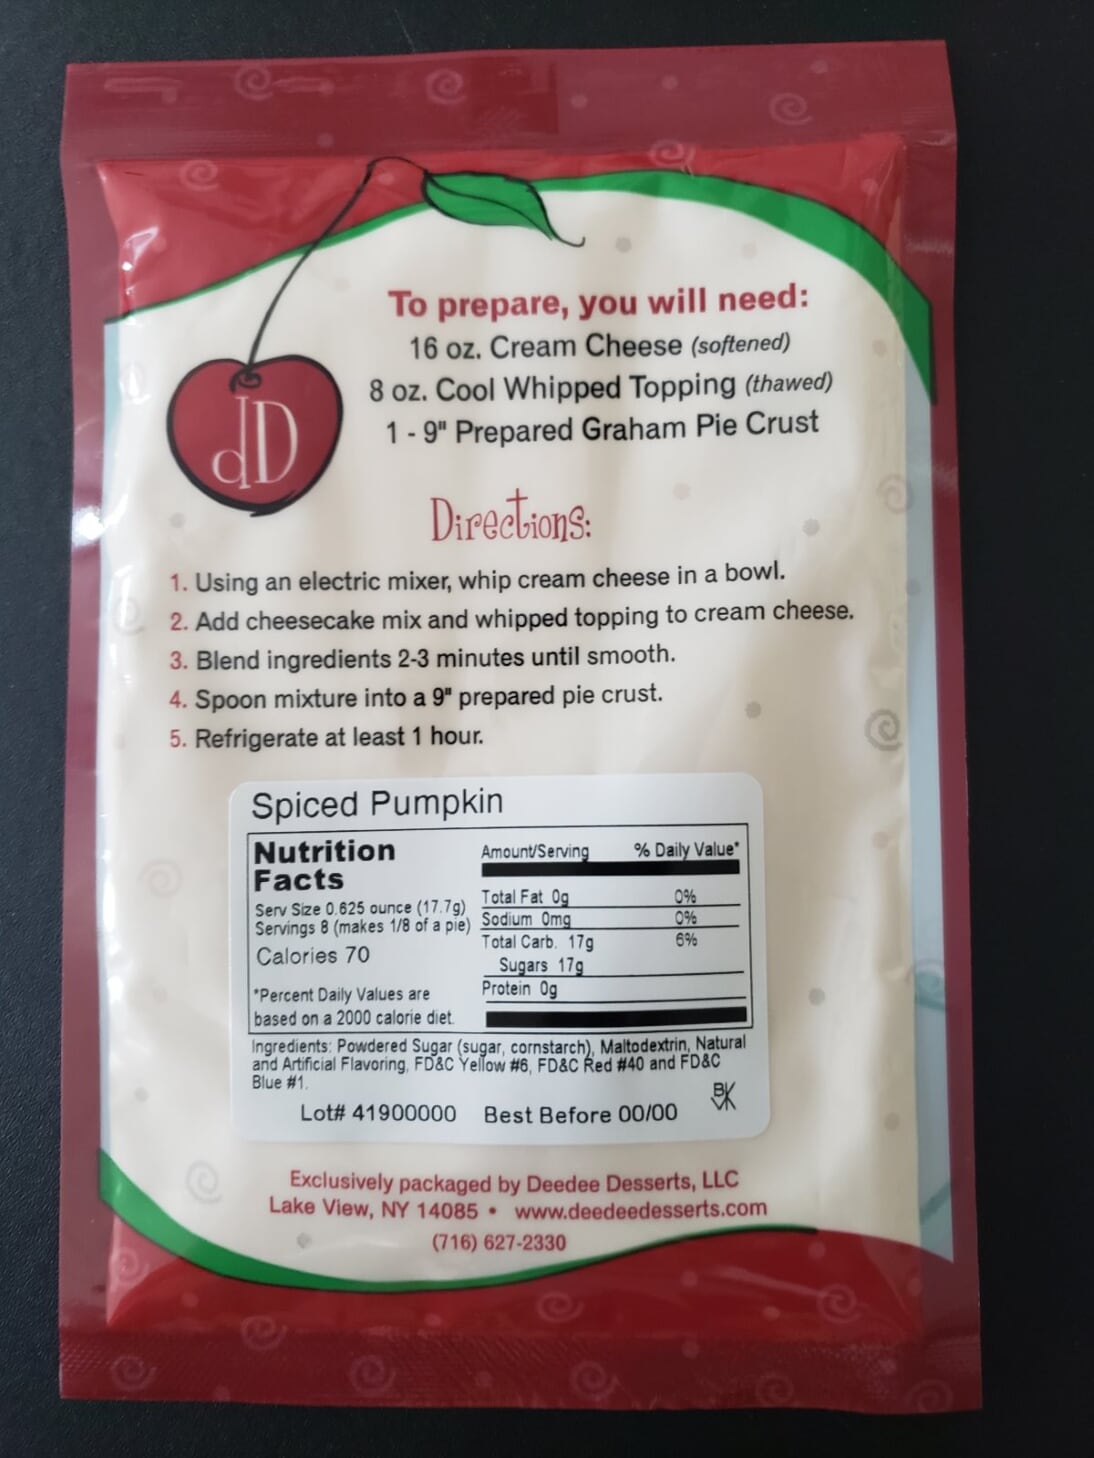 To prepare, you will need:
16 oz. Cream Cheese (softened)
8 oz. Cool Whipped Topping (thawed)
1 - 9" Prepared Graham Pie Crust
dD
Directions:
1. Using an electric mixer, whip cream cheese in a bowl.
2. Add cheesecake mix and whipped topping to cream cheese.
3. Blend ingredients 2-3 minutes until smooth.
4. Spoon mixture into a 9" prepared pie crust.
5. Refrigerate at least 1 hour.
Spiced Pumpkin
Nutrition
Facts
Serv Size 0.625 ounce (17.7g)
Servings 8 (makes 1/8 of a pie)
Calories 70
*Percent Daily Values are
based on a 2000 calorie diet.
Amount/Serving % Daily Value*
Total Fat 0g 0%
Sodium 0mg 0%
Total Carb. 17g 6%
Sugars 17g
Protein 0g
Ingredients: Powdered Sugar (sugar, cornstarch), Maltodextrin, Natural
and Artificial Flavoring, FD&C Yellow #6, FD&C Red #40 and FD&C
Blue #1.
Lot# 41900000 Best Before 00/00
BVK
Exclusively packaged by Deedee Desserts, LLC
Lake View, NY 14085 • www.deedeedesserts.com
(716) 627-2330